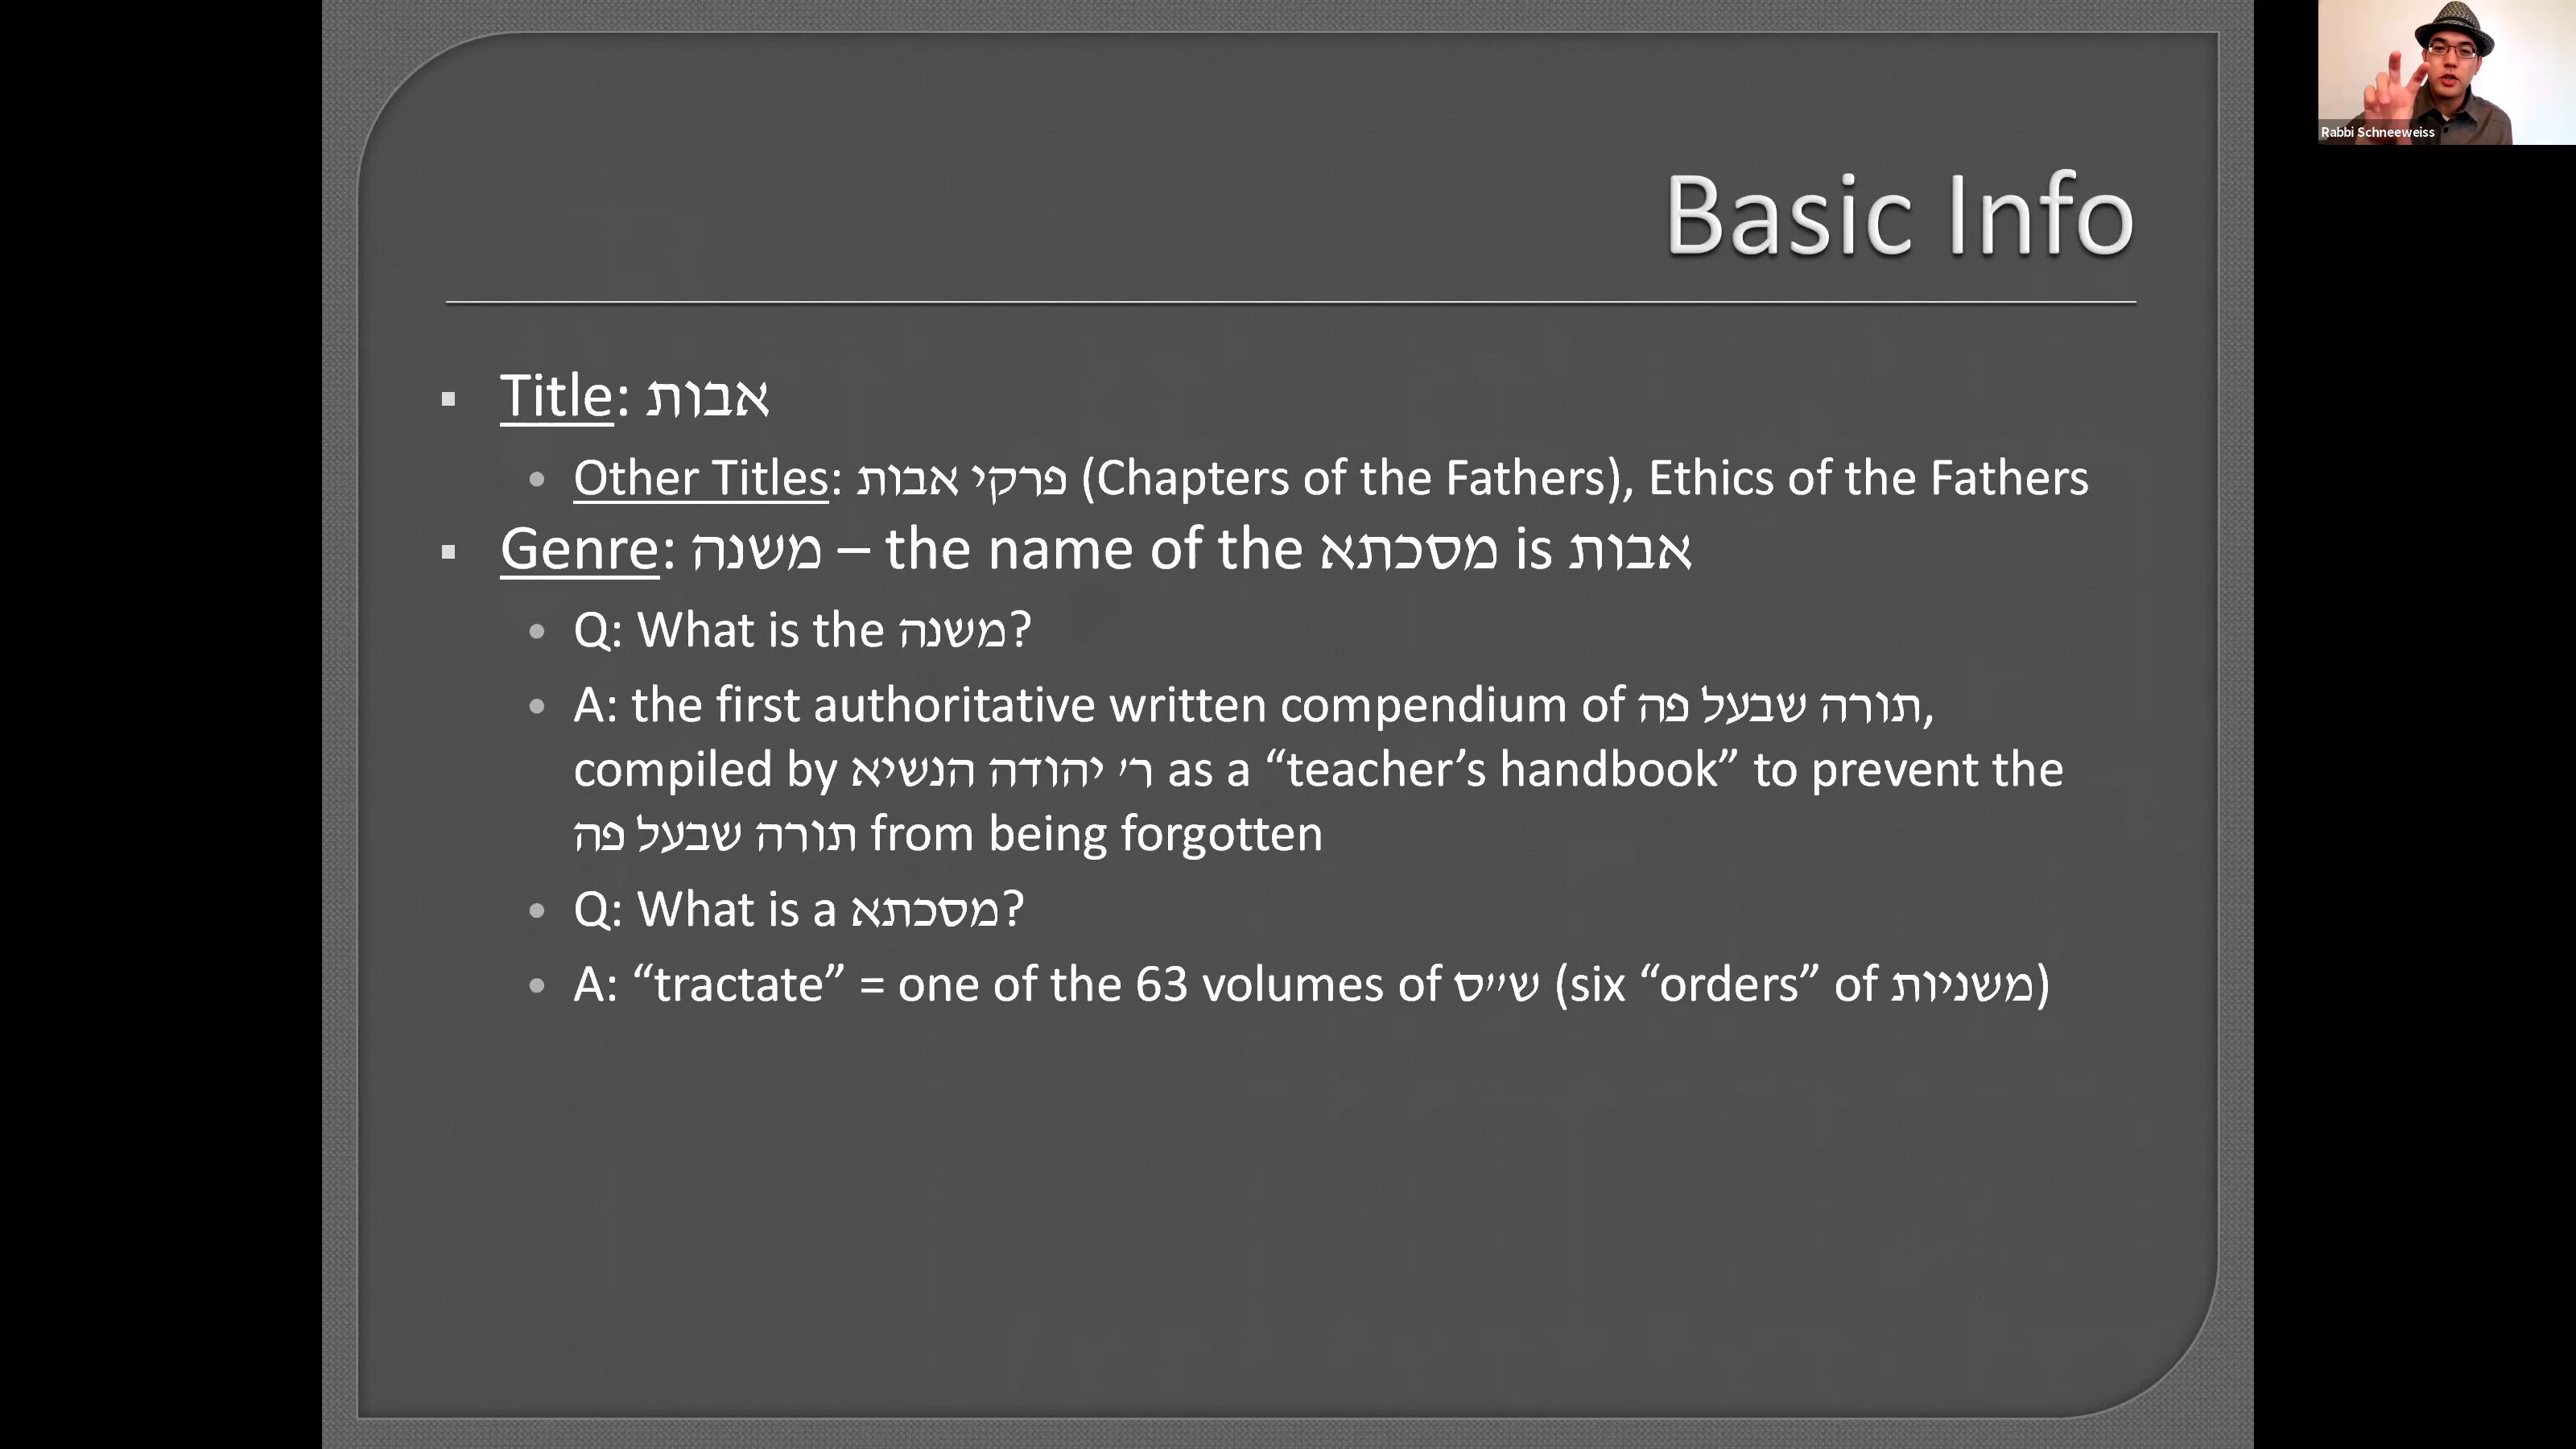 Basic Info
Title: אבות
Other Titles: פרקי אבות (Chapters of the Fathers), Ethics of the Fathers
Genre: משנה – the name of the מסכתא is אבות
Q: What is the משנה?
A: the first authoritative written compendium of תורה שבעל פה,
compiled by ר׳ יהודה הנשיא as a “teacher’s handbook” to prevent the
תורה שבעל פה from being forgotten
Q: What is a מסכתא?
A: “tractate” = one of the 63 volumes of ש״ס (six “orders” of משניות)
Rabbi Schneeweiss